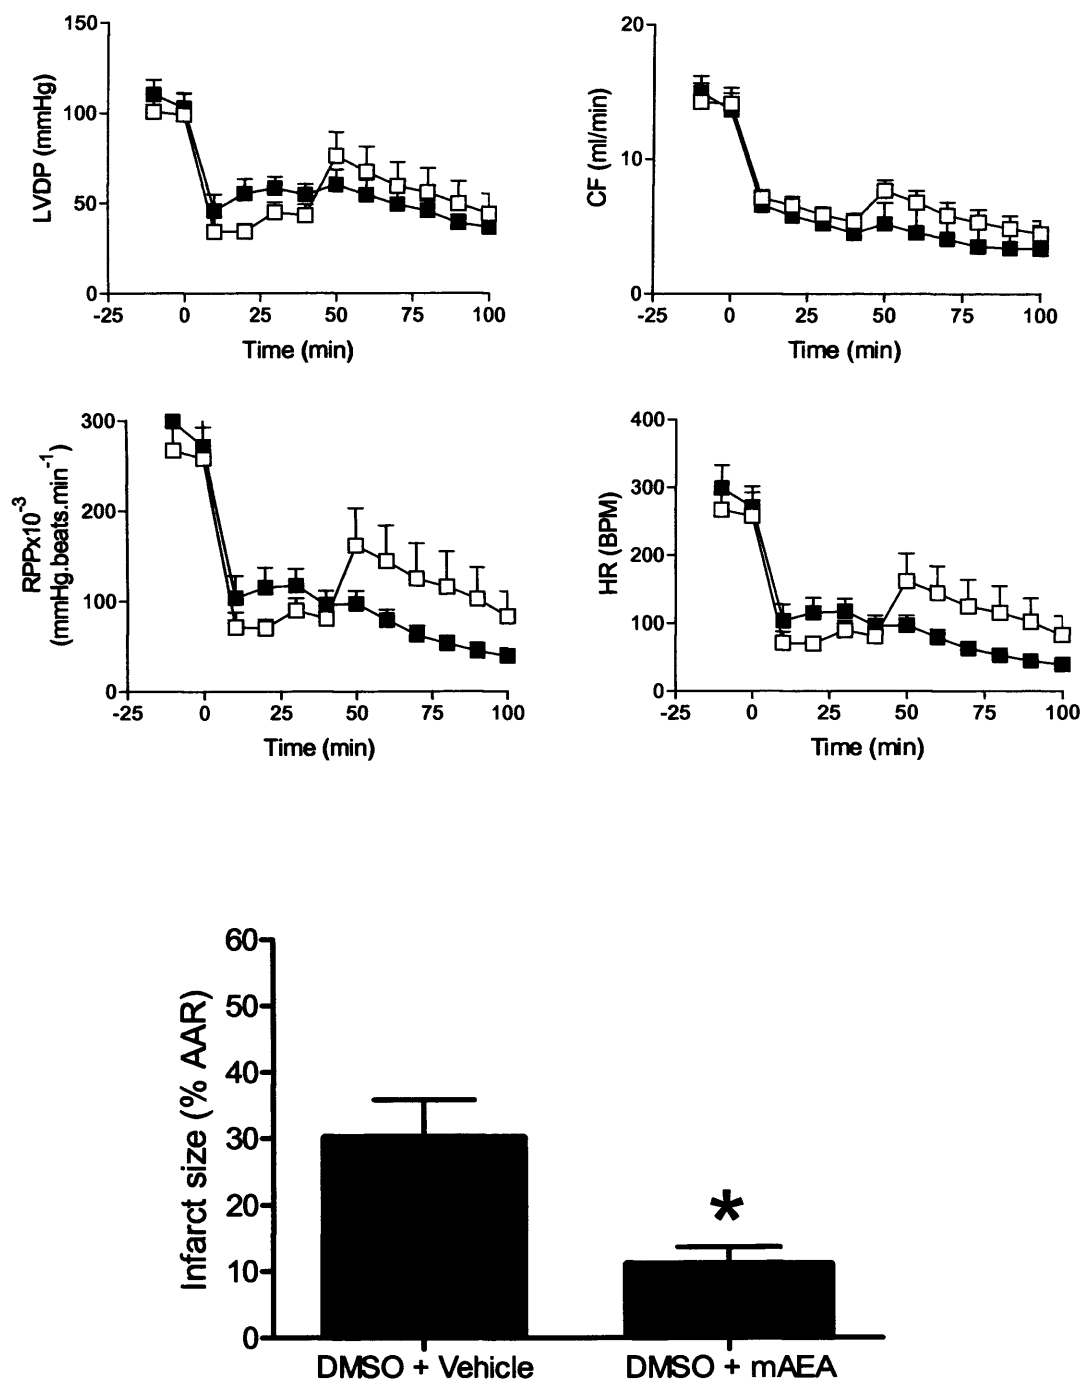 150
100
50
0
LVDP (mmHg)
-25 0 25 50 75 100
Time (min)
20
10
0
CF (ml/min)
-25 0 25 50 75 100
Time (min)
300
200
100
0
RPPx10⁻³
(mmHg.beats.min⁻¹)
-25 0 25 50 75 100
Time (min)
400
300
200
100
0
HR (BPM)
-25 0 25 50 75 100
Time (min)
60
50
40
30
20
10
0
Infarct size (% AAR)
*
DMSO + Vehicle DMSO + mAEA